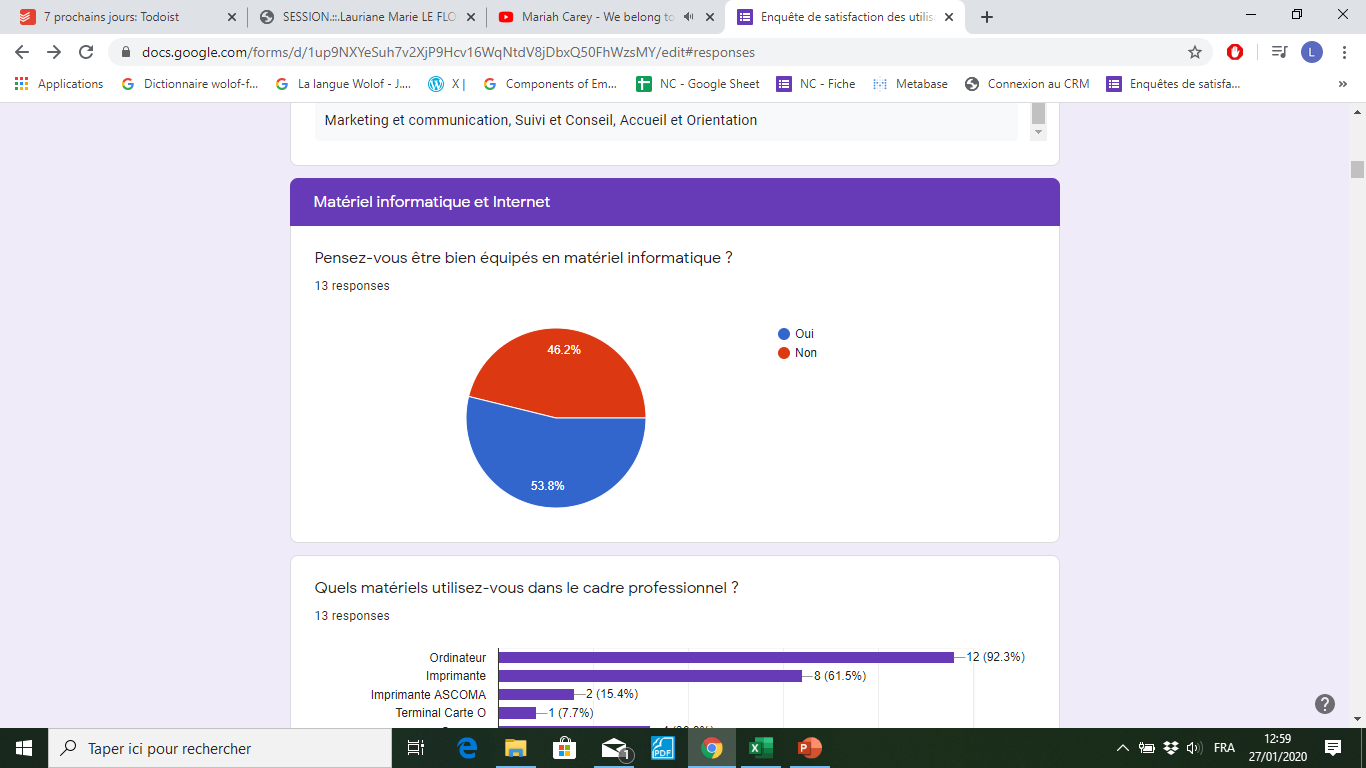 7 prochains jours: Todoist
SESSION.::.Lauriane Marie LE FLO
Mariah Carey - We belong to
Enquête de satisfaction des utilis
docs.google.com/forms/d/1up9NXYeSuh7v2XjP9Hcv16WqNtdV8jDbxQ50FhWzsMY/edit#responses
L
Applications
Dictionnaire wolof-f...
La langue Wolof - J....
X |
Components of Em...
NC - Google Sheet
NC - Fiche
Metabase
Connexion au CRM
Enquêtes de satisfa...
»
Marketing et communication, Suivi et Conseil, Accueil et Orientation
Matériel informatique et Internet
Pensez-vous être bien équipés en matériel informatique ?
13 responses
Oui
Non
46.2%
53.8%
Quels matériels utilisez-vous dans le cadre professionnel ?
13 responses
Ordinateur 12 (92.3%)
Imprimante 8 (61.5%)
Imprimante ASCOMA 2 (15.4%)
Terminal Carte O 1 (7.7%)
Taper ici pour rechercher
1
PDF
FRA
12:59
27/01/2020